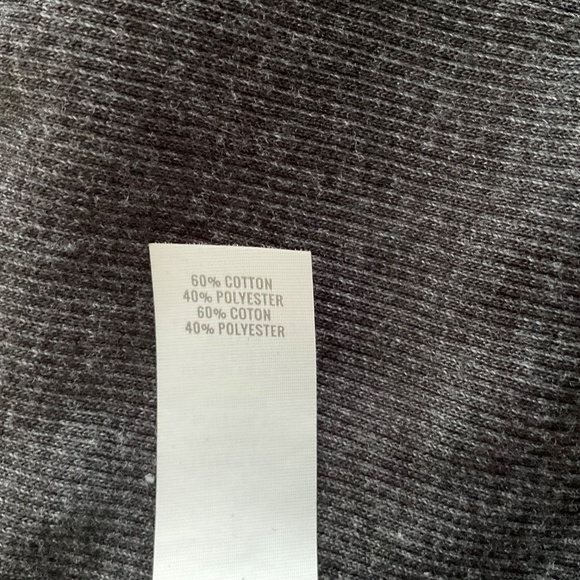 60% COTTON
40% POLYESTER
60% COTON
40% POLYESTER